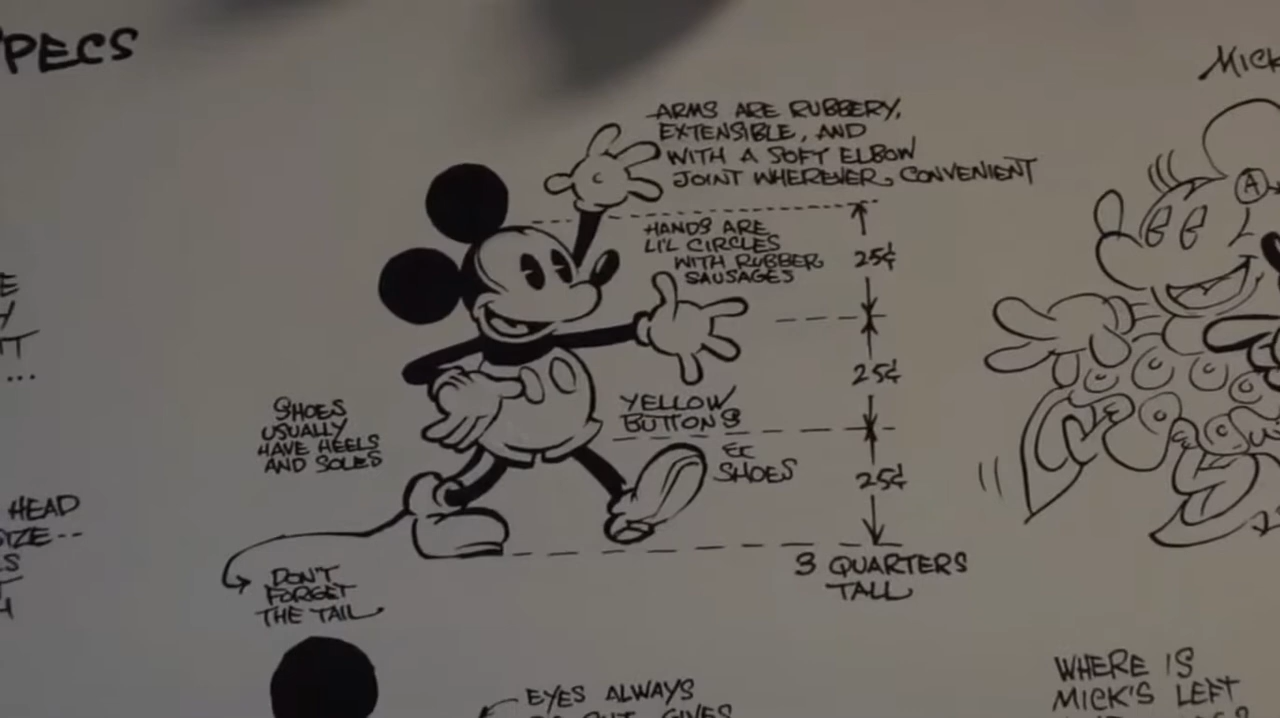 PECS
MICK
ARMS ARE RUBBERY,
EXTENSIBLE, AND
WITH A SOFT ELBOW
JOINT WHEREVER CONVENIENT
A
HANDS ARE
LI'L CIRCLES
WITH RUBBER
SAUSAGES
25¢
25¢
25¢
YELLOW
BUTTONS
SHOES
USUALLY
HAVE HEELS
AND SOLES
SHOES
...
HEAD
IZE--
3 QUARTERS
TALL
DON'T
FORGET
THE TAIL
WHERE IS
MICK'S LEFT
EYES ALWAYS
GIVES